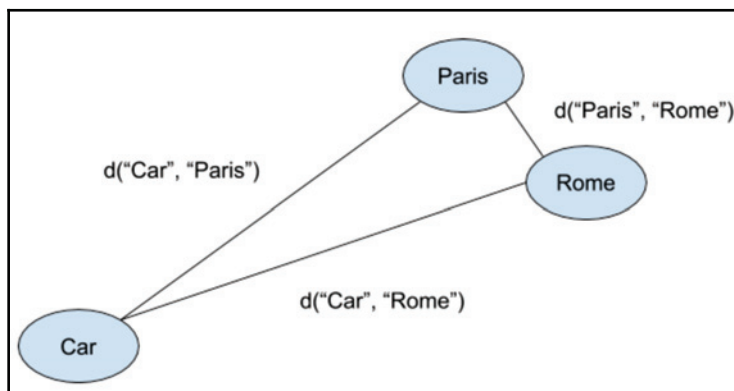 Paris
d(“Paris”, “Rome”)
d(“Car”, “Paris”)
Rome
d(“Car”, “Rome”)
Car